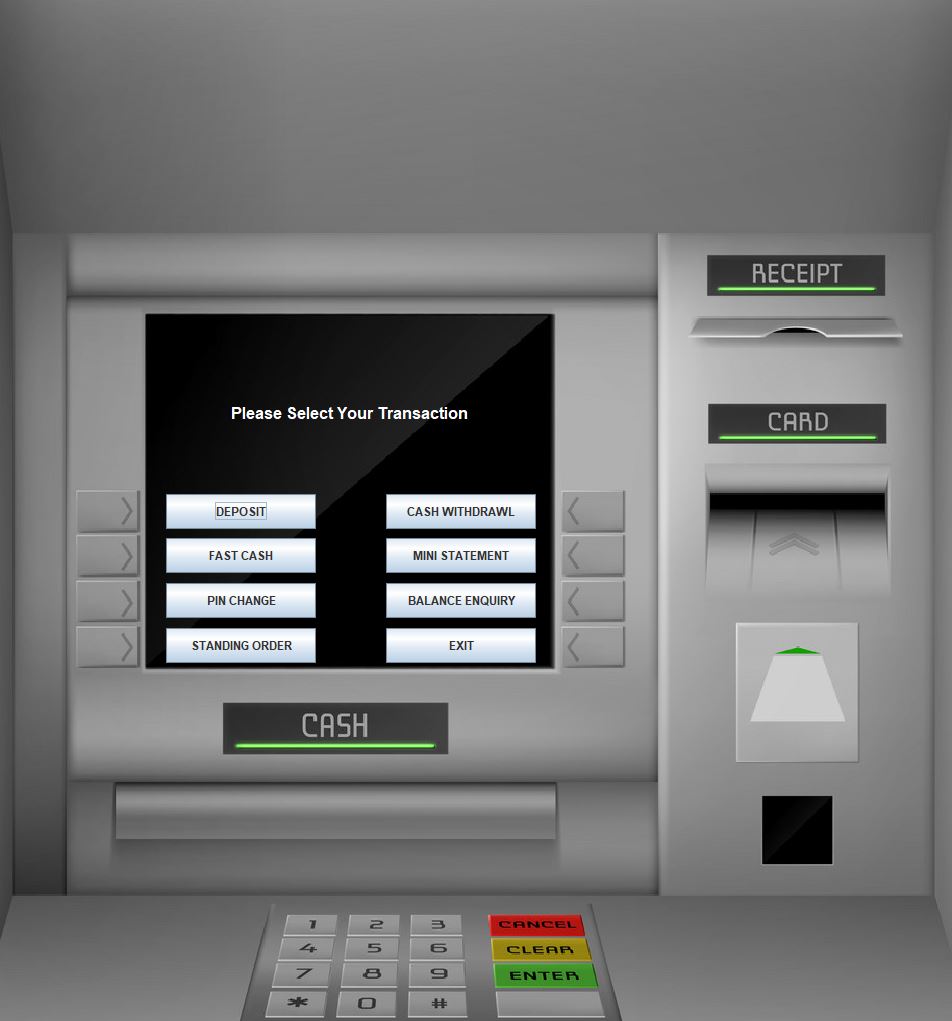 RECEIPT
Please Select Your Transaction
CARD
DEPOSIT
CASH WITHDRAWL
FAST CASH
MINI STATEMENT
PIN CHANGE
BALANCE ENQUIRY
STANDING ORDER
EXIT
CASH
1 2 3 CANCEL
4 5 6 CLEAR
7 8 9 ENTER
* 0 #